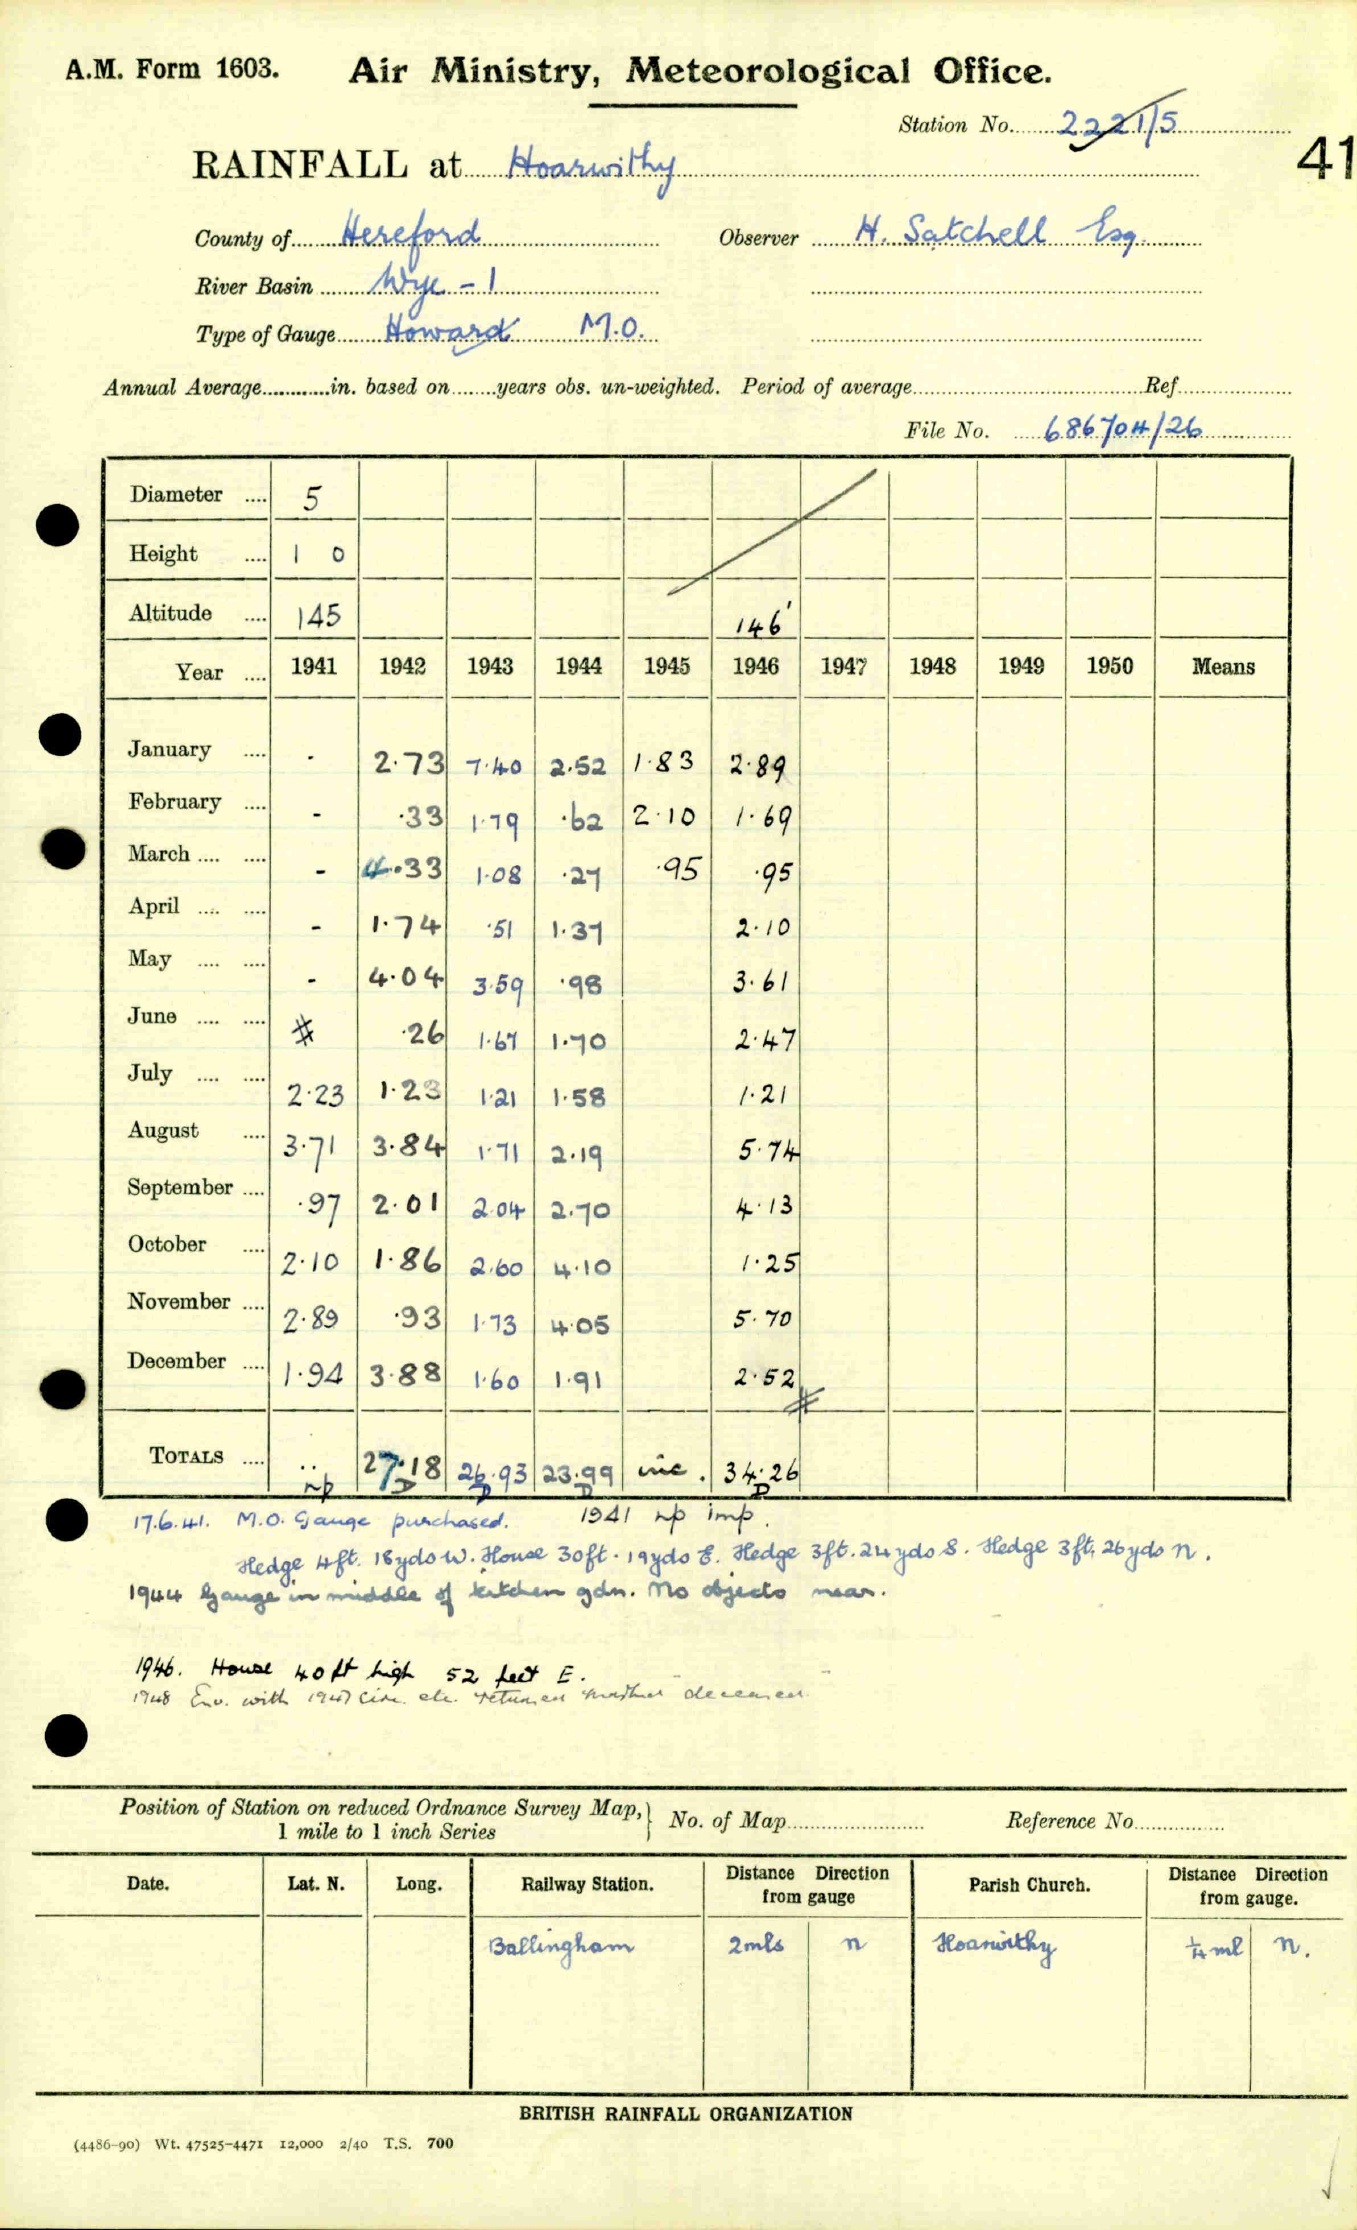 A.M. Form 1603. Air Ministry, Meteorological Office.
Station No. 2221/5
41
RAINFALL at Hoarwithy
County of Hereford Observer H. Satchell Esq.
River Basin Wye - 1
Type of Gauge Howard M.O.
Annual Average in. based on years obs. un-weighted. Period of average Ref.
File No. 686704/26
Diameter 5
Height 1 0
Altitude 145 146'
Year 1941 1942 1943 1944 1945 1946 1947 1948 1949 1950 Means
January - 2.73 7.40 2.52 1.83 2.89
February - .33 1.79 .62 2.10 1.69
March - 4.33 1.08 .27 .95 .95
April - 1.74 .51 1.37 2.10
May - 4.04 3.59 .98 3.61
June # .26 1.67 1.70 2.47
July 2.23 1.23 1.21 1.58 1.21
August 3.71 3.84 1.71 2.19 5.74
September .97 2.01 2.04 2.70 4.13
October 2.10 1.86 2.60 4.10 1.25
November 2.89 .93 1.73 4.05 5.70
December 1.94 3.88 1.60 1.91 2.52 #
TOTALS .. 27.18 26.93 23.99 inc. 34.26
np D D D D
17.6.41. M.O. Gauge purchased. 1941 np imp.
Hedge 4ft. 18yds W. House 30ft. 19yds E. Hedge 3ft. 24yds S. Hedge 3ft. 26yds N.
1944 Gauge in middle of kitchen gdn. No objects near.
1946. House 40ft high 52 feet E.
1948 Env. with 1947 circ. etc. returned marked "deceased"
Position of Station on reduced Ordnance Survey Map, } No. of Map Reference No.
1 mile to 1 inch Series
Date. Lat. N. Long. Railway Station. Distance Direction from gauge Parish Church. Distance Direction from gauge.
Ballingham 2mls N Hoarwithy 1/4 ml N.
BRITISH RAINFALL ORGANIZATION
(4486-90) Wt. 47525-4471 12,000 2/40 T.S. 700